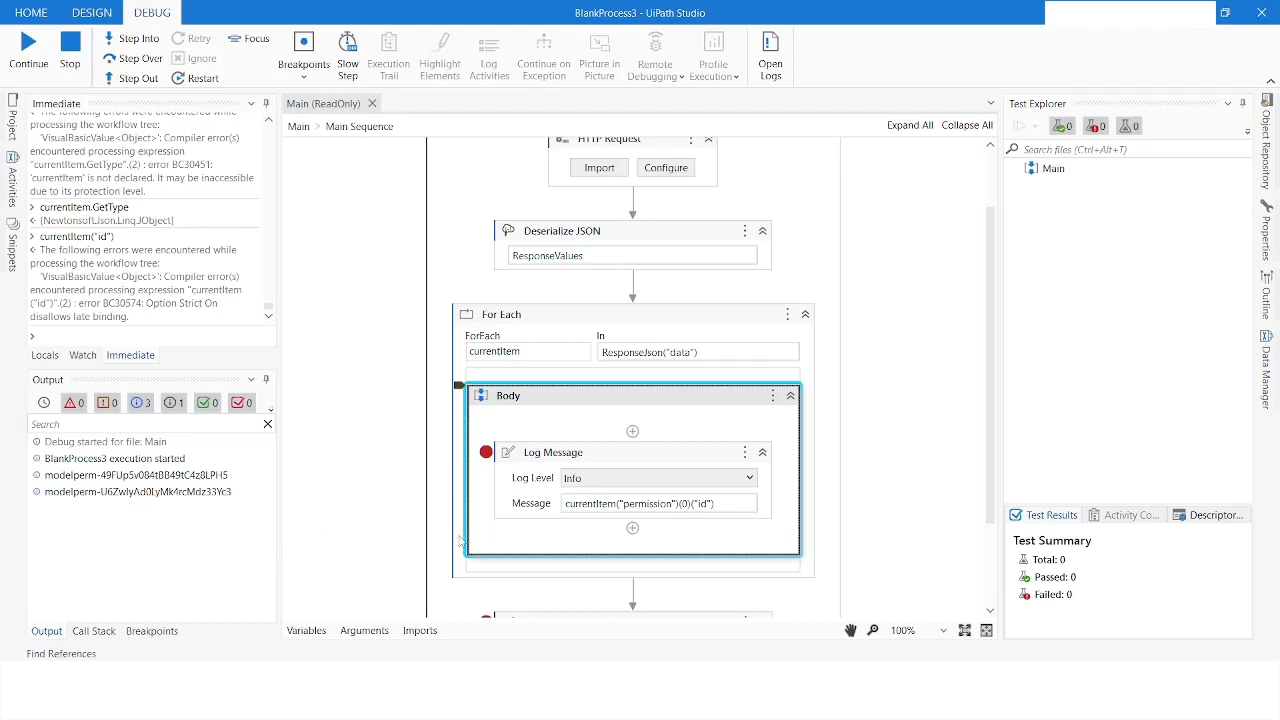 HOME DESIGN DEBUG BlankProcess3 - UiPath Studio
Continue Stop
Step Into Retry Focus
Step Over Ignore
Step Out Restart
Breakpoints
Slow Step
Execution Trail
Highlight Elements
Log Activities
Continue on Exception
Picture in Picture
Remote Debugging
Profile Execution
Open Logs
Project
Activities
Snippets
Immediate
The following errors were encountered while
processing the workflow tree:
'VisualBasicValue<Object>': Compiler error(s)
encountered processing expression
"currentItem.GetType".(2) : error BC30451:
'currentItem' is not declared. It may be inaccessible
due to its protection level.
> currentItem.GetType
[Newtonsoft.Json.Linq.JObject]
> currentItem("id")
The following errors were encountered while
processing the workflow tree:
'VisualBasicValue<Object>': Compiler error(s)
encountered processing expression "currentItem
("id")".(2) : error BC30574: Option Strict On
disallows late binding.
>
Locals Watch Immediate
Output
0 0 3 1 0 0
Search
Debug started for file: Main
BlankProcess3 execution started
modelperm-49FUp5v084tBB49tC4z8LPH5
modelperm-U6ZwlyAd0LyMk4rcMdz33Yc3
Output Call Stack Breakpoints
Find References
Main (ReadOnly)
Main > Main Sequence Expand All Collapse All
HTTP Request
Import Configure
Deserialize JSON
ResponseValues
For Each
ForEach In
currentItem ResponseJson("data")
Body
Log Message
Log Level Info
Message currentItem("permission")(0)("id")
Variables Arguments Imports 100%
Test Explorer
0 0 0
Search files (Ctrl+Alt+T)
Main
Test Results Activity Co... Descriptor...
Test Summary
Total: 0
Passed: 0
Failed: 0
Object Repository
Properties
Outline
Data Manager